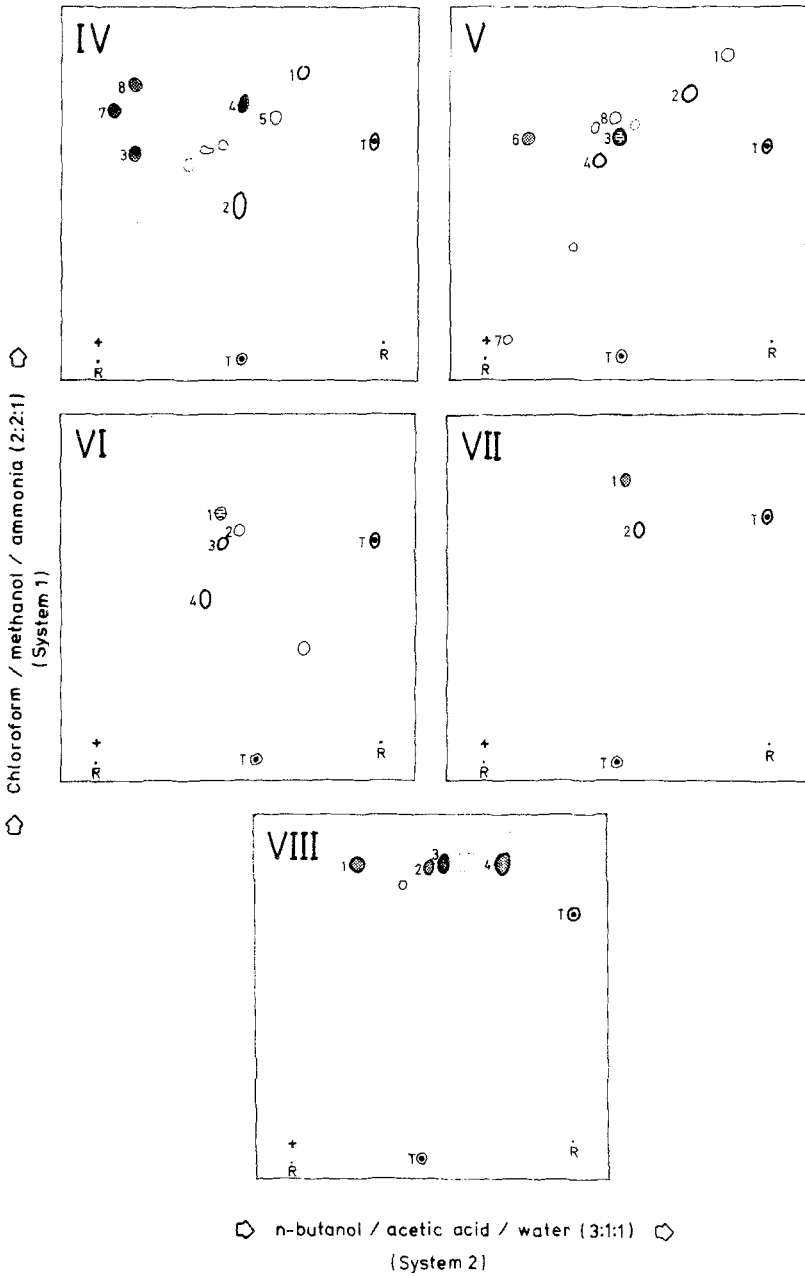 IV
1
8
7
4
5
T
3
2
+
R
T
R
V
1
2
8
6
3
T
4
+
7
R
T
R
VI
1
2
3
T
4
+
R
T
R
VII
1
T
2
+
R
T
R
VIII
1
2
3
4
T
+
R
T
R
Chloroform / methanol / ammonia (2:2:1)
(System 1)
n-butanol / acetic acid / water (3:1:1)
(System 2)